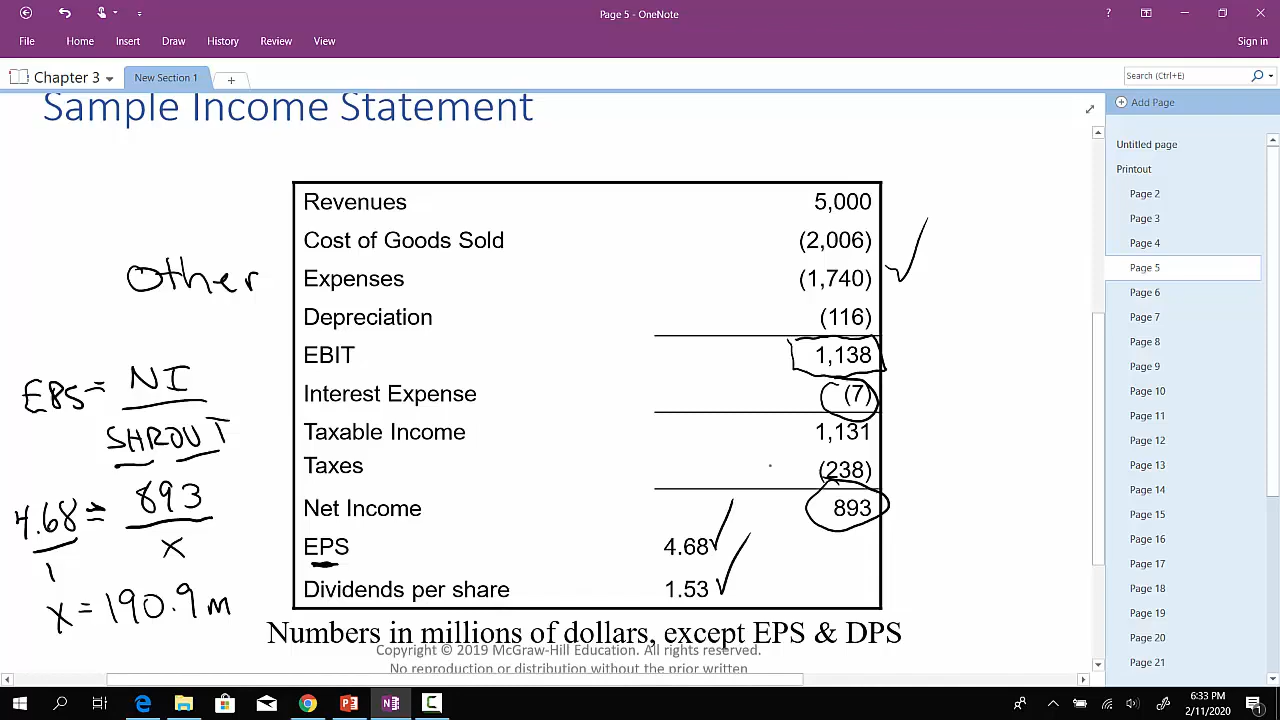 Page 5 - OneNote
?
File Home Insert Draw History Review View
Sign in
Chapter 3 New Section 1 +
Search (Ctrl+E)
Sample Income Statement
Add Page
Untitled page
Printout
Page 2
Page 3
Page 4
Page 5
Page 6
Page 7
Page 8
Page 9
Page 10
Page 11
Page 12
Page 13
Page 14
Page 15
Page 16
Page 17
Page 18
Page 19
Page 20
Page 21
Revenues 5,000
Cost of Goods Sold (2,006)
Other Expenses (1,740)
Depreciation (116)
EBIT 1,138
Interest Expense (7)
Taxable Income 1,131
Taxes (238)
Net Income 893
EPS 4.68
Dividends per share 1.53
EPS = NI
SHROUT
4.68 = 893
1 x
x = 190.9m
Numbers in millions of dollars, except EPS & DPS
Copyright © 2019 McGraw-Hill Education. All rights reserved.
No reproduction or distribution without the prior written
6:33 PM
2/11/2020
1